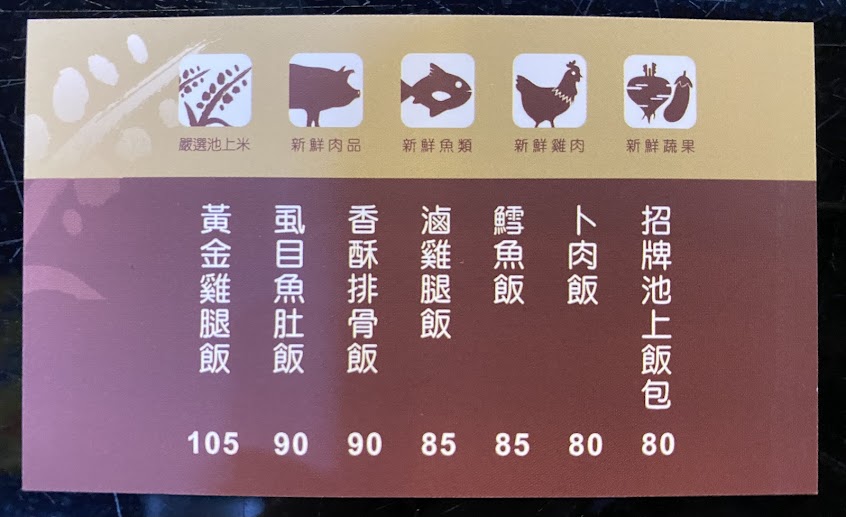 嚴選池上米
新鮮肉品
新鮮魚類
新鮮雞肉
新鮮蔬果
招牌池上飯包
80
卜肉飯
80
鱈魚飯
85
滷雞腿飯
85
香酥排骨飯
90
虱目魚肚飯
90
黃金雞腿飯
105